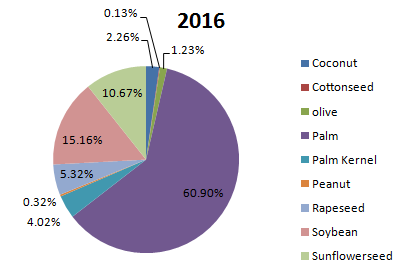 2016
0.13%
2.26%
1.23%
10.67%
15.16%
5.32%
0.32%
4.02%
60.90%
Coconut
Cottonseed
olive
Palm
Palm Kernel
Peanut
Rapeseed
Soybean
Sunflowerseed